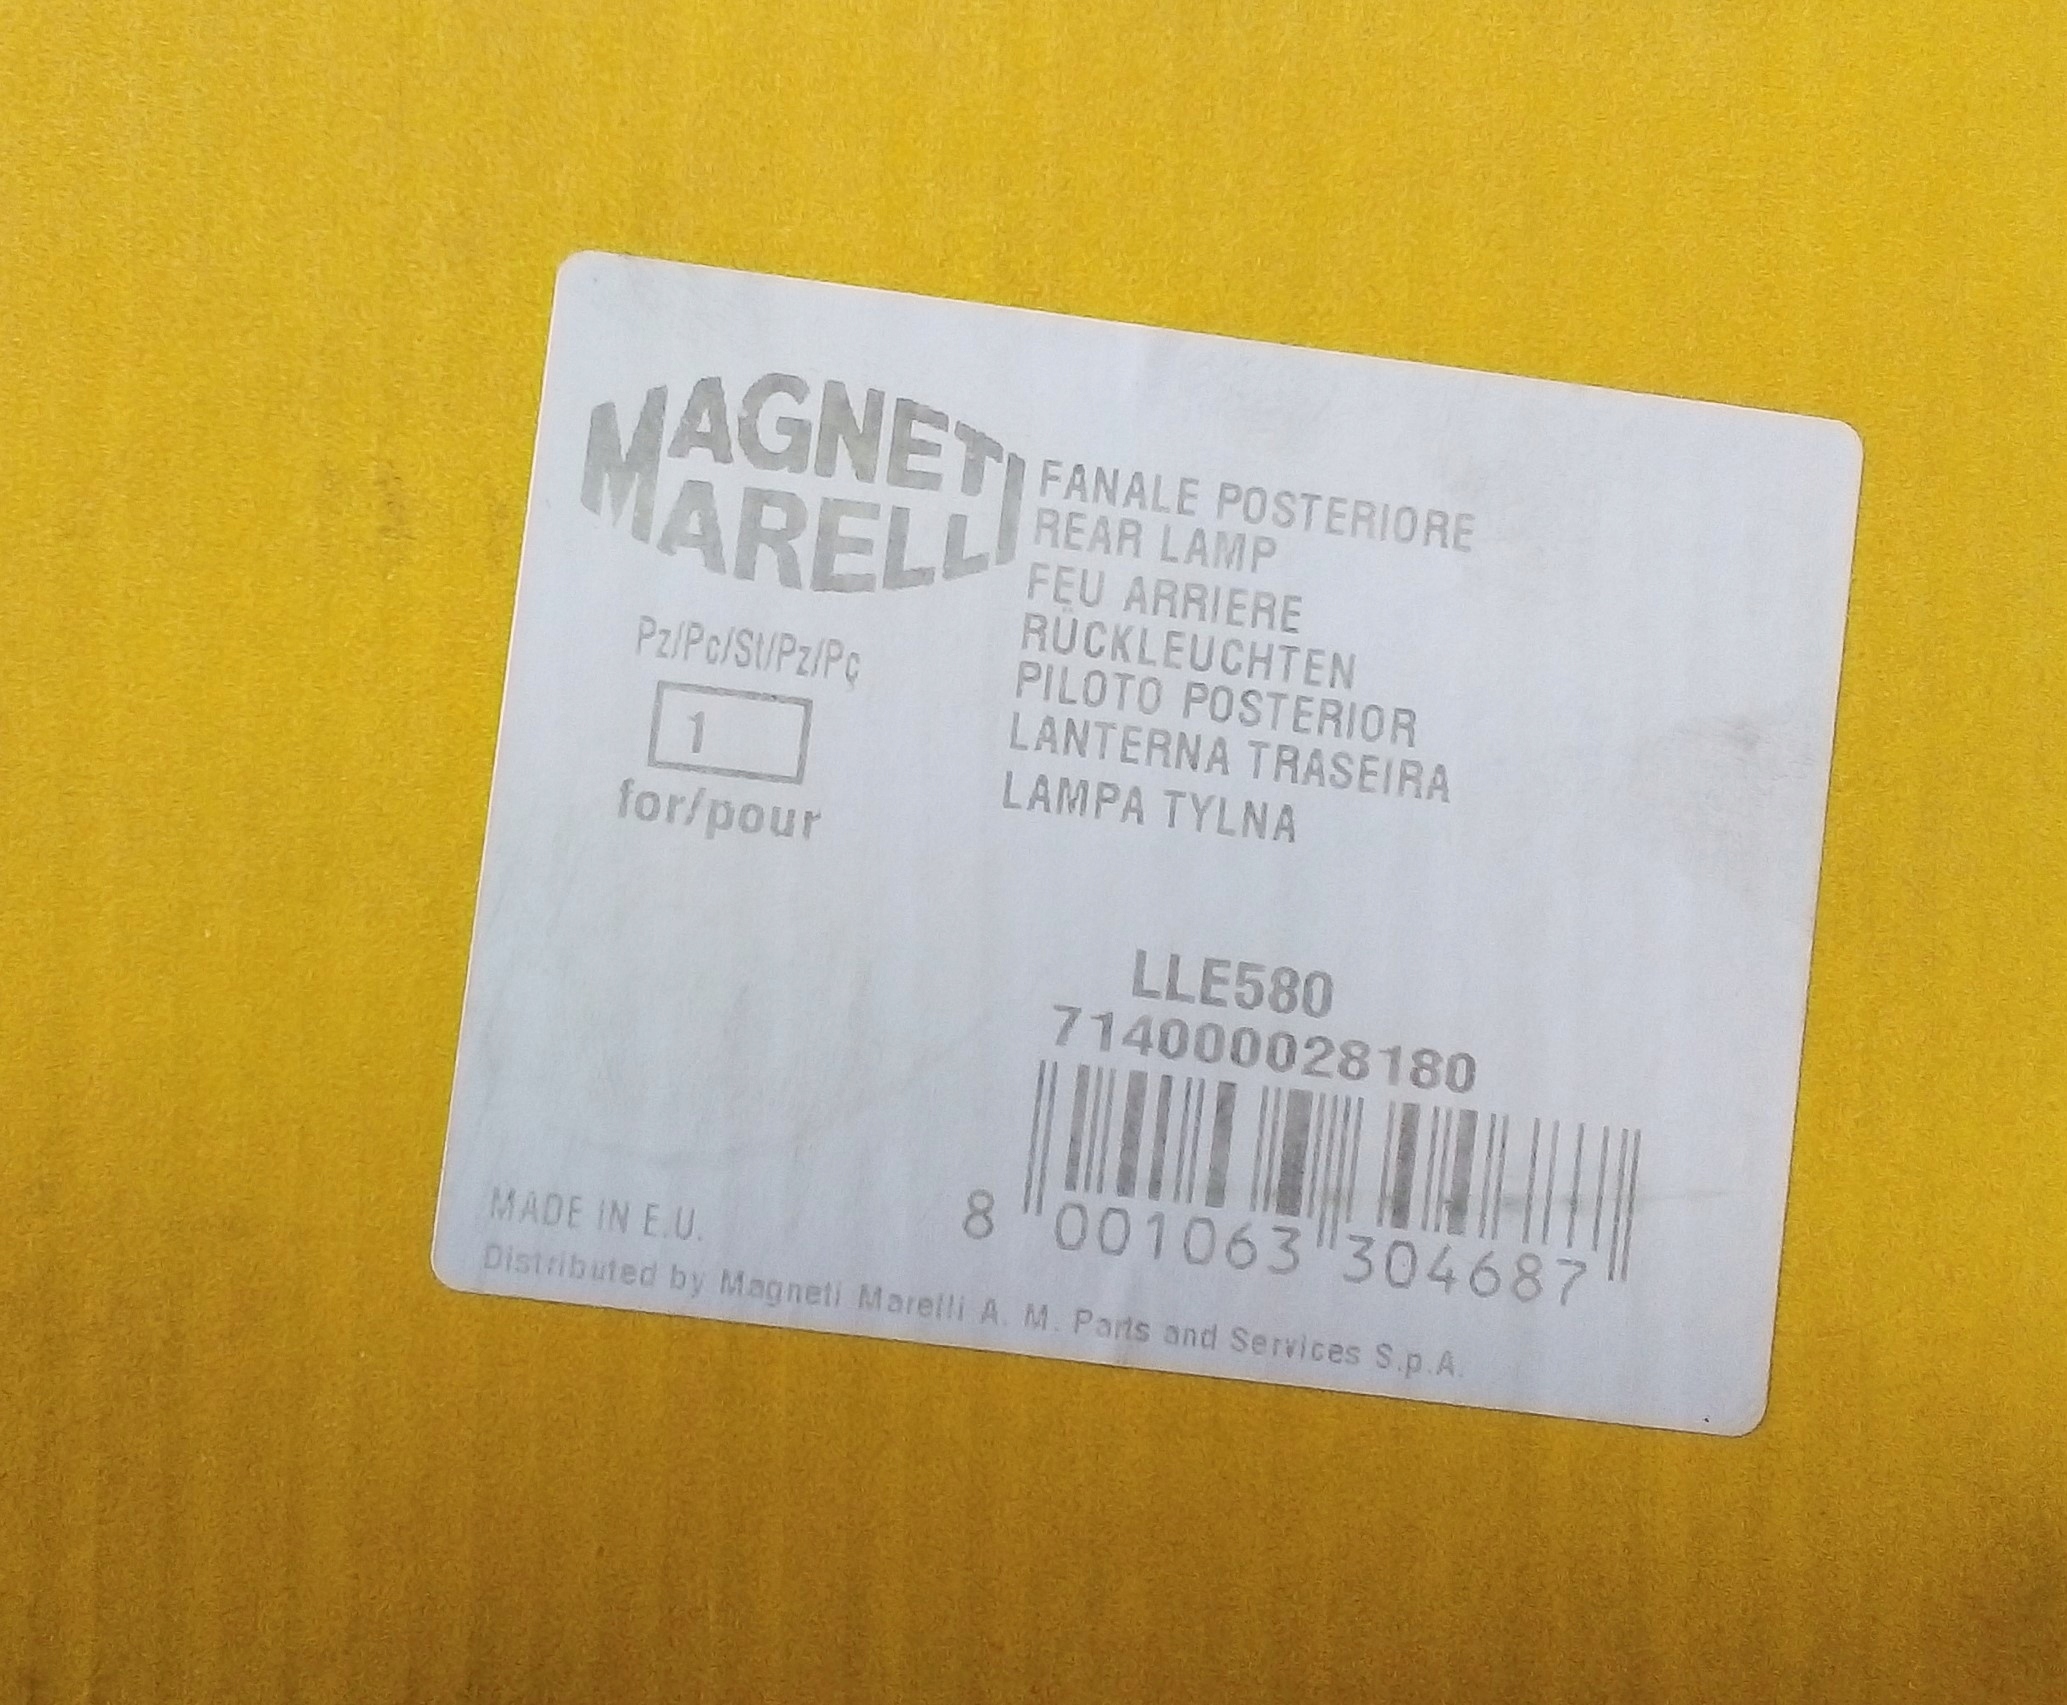 MAGNETI
MARELLI
Pz/Pc/St/Pz/Pç
1
for/pour
FANALE POSTERIORE
REAR LAMP
FEU ARRIERE
RÜCKLEUCHTEN
PILOTO POSTERIOR
LANTERNA TRASEIRA
LAMPA TYLNA
LLE580
714000028180
8 001063 304687
MADE IN E.U.
Distributed by Magneti Marelli A. M. Parts and Services S.p.A.